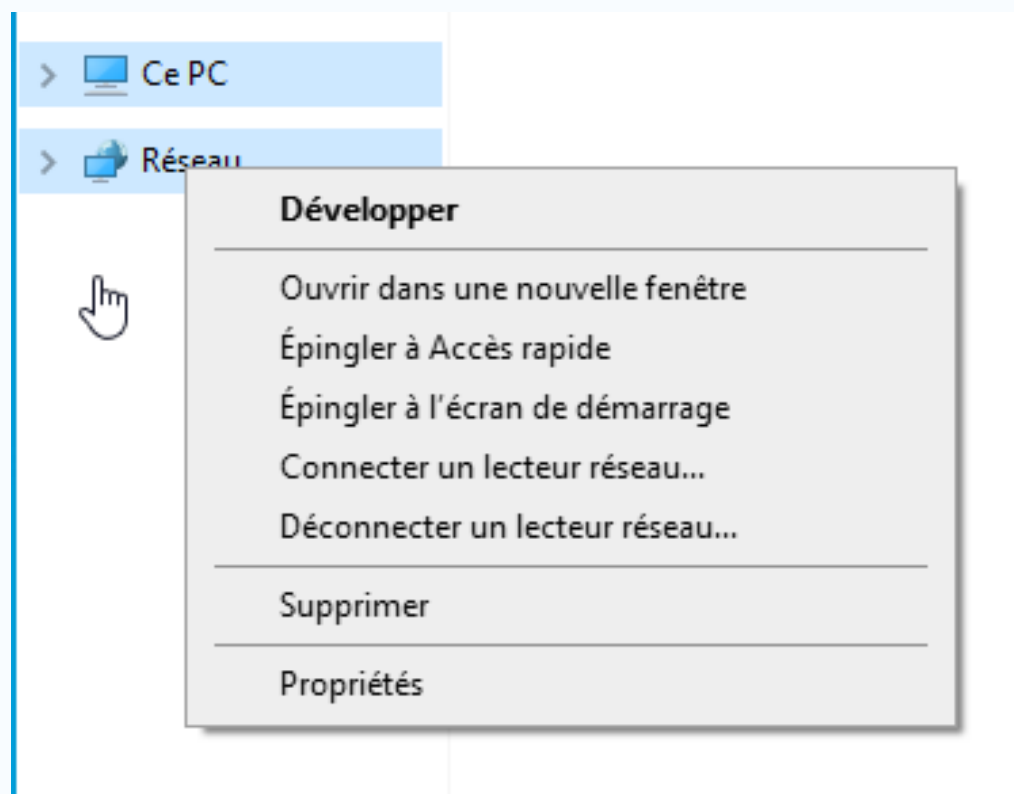 Ce PC
Réseau
Développer
Ouvrir dans une nouvelle fenêtre
Épingler à Accès rapide
Épingler à l'écran de démarrage
Connecter un lecteur réseau...
Déconnecter un lecteur réseau...
Supprimer
Propriétés